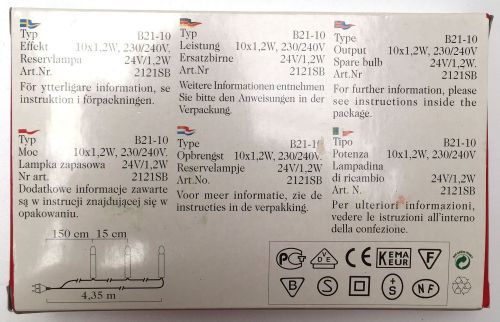 Typ B21-10
Effekt 10x1,2W, 230/240V.
Reservlampa 24V/1,2W
Art.Nr. 2121SB
För ytterligare information, se
instruktion i förpackningen.
Typ B21-10
Leistung 10x1,2W, 230/240V.
Ersatzbirne 24V/1,2W
Art.Nr 2121SB
Weitere Informationen entnehmen
Sie bitte den Anweisungen in der
Verpackung.
Type B21-10
Output 10x1,2W, 230/240V.
Spare bulb 24V/1,2W.
Art.Nr 2121SB
For further information, please
see instructions inside the
package.
Typ B21-10
Moc 10x1,2W, 230/240V.
Lampka zapasowa 24V/1,2W
Nr art. 2121SB
Dodatkowe informacje zawarte
są w instrucji znajdującej się w
opakowaniu.
Type B21-10
Opbrengst 10x1,2W, 230/240V.
Reservelampje 24V/1,2W
Art.No. 2121SB
Voor meer informatie, zie de
instructies in de verpakking.
Tipo B21-10
Potenza 10x1,2W, 230/240V.
Lampadina
di ricambio 24V/1,2W
Art. N. 2121SB
Per ulteriori informazioni,
vedere le istruzioni all'interno
della confezione.
150 cm 15 cm
4,35 m
VDE
KEMA
EUR
F
B
S
+
S
NF